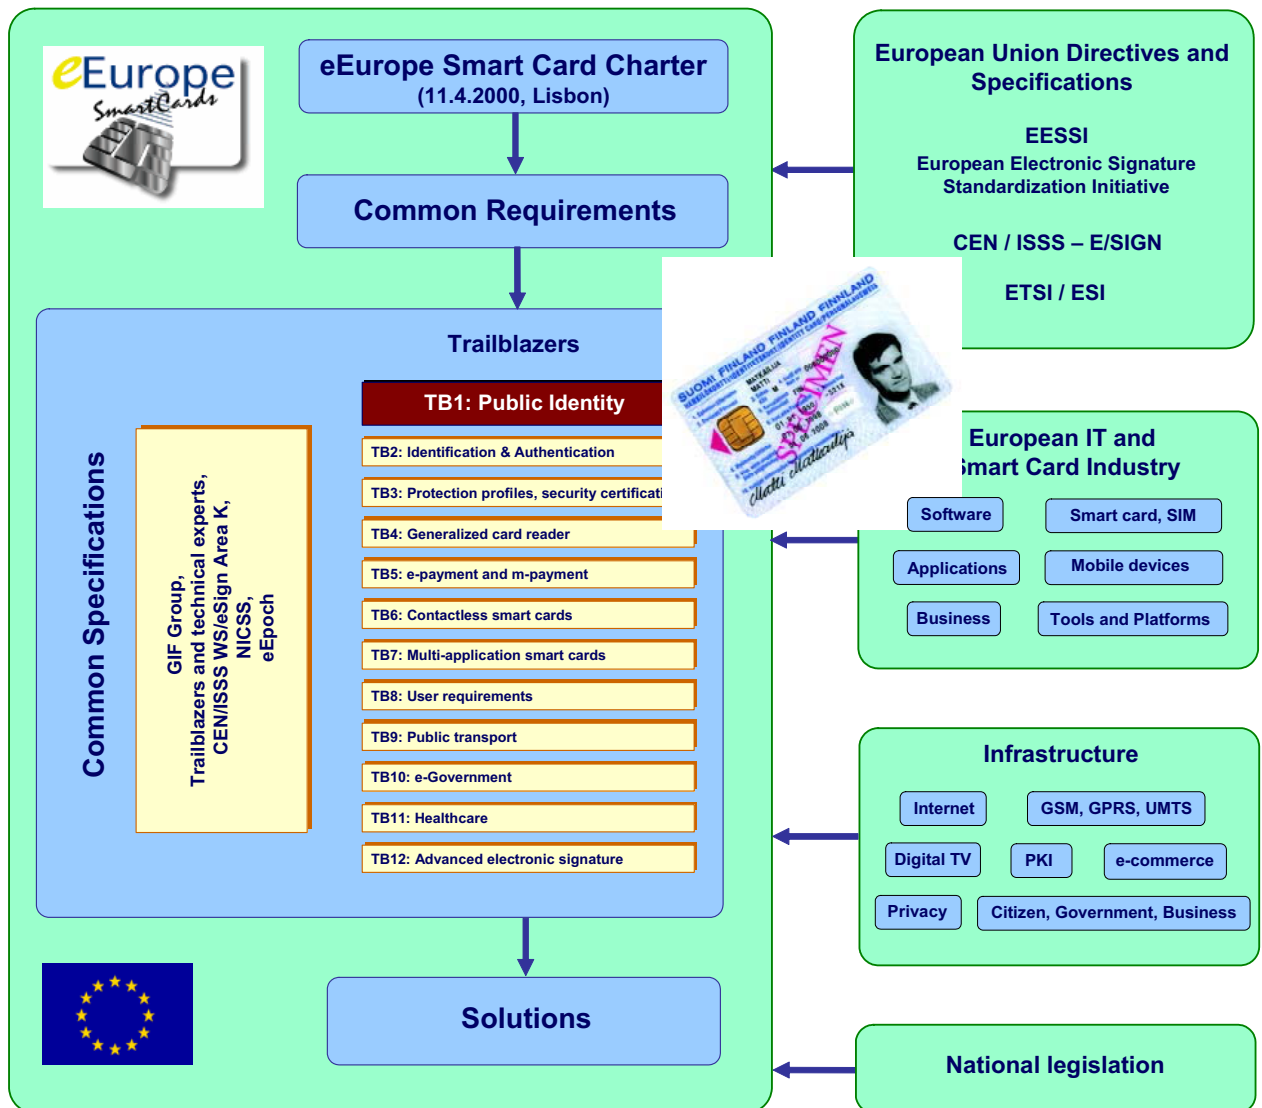 eEurope
SmartCards
eEurope Smart Card Charter
(11.4.2000, Lisbon)
Common Requirements
Trailblazers
TB1: Public Identity
TB2: Identification & Authentication
TB3: Protection profiles, security certificati
TB4: Generalized card reader
TB5: e-payment and m-payment
TB6: Contactless smart cards
TB7: Multi-application smart cards
TB8: User requirements
TB9: Public transport
TB10: e-Government
TB11: Healthcare
TB12: Advanced electronic signature
Common Specifications
GIF Group,
Trailblazers and technical experts,
CEN/ISSS WS/eSign Area K,
NICSS,
eEpoch
Solutions
European Union Directives and
Specifications
EESSI
European Electronic Signature
Standardization Initiative
CEN / ISSS – E/SIGN
ETSI / ESI
SUOMI FINLAND FINLAND FINNLAND
MATKAILIJA
MATTI
SPECIMEN
Matti Matkailija
European IT and
Smart Card Industry
Software
Smart card, SIM
Applications
Mobile devices
Business
Tools and Platforms
Infrastructure
Internet
GSM, GPRS, UMTS
Digital TV
PKI
e-commerce
Privacy
Citizen, Government, Business
National legislation